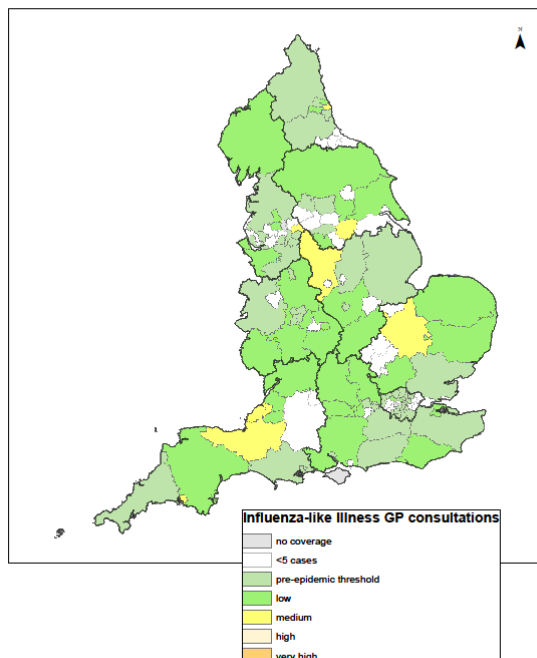 N
Influenza-like Illness GP consultations
no coverage
<5 cases
pre-epidemic threshold
low
medium
high
very high